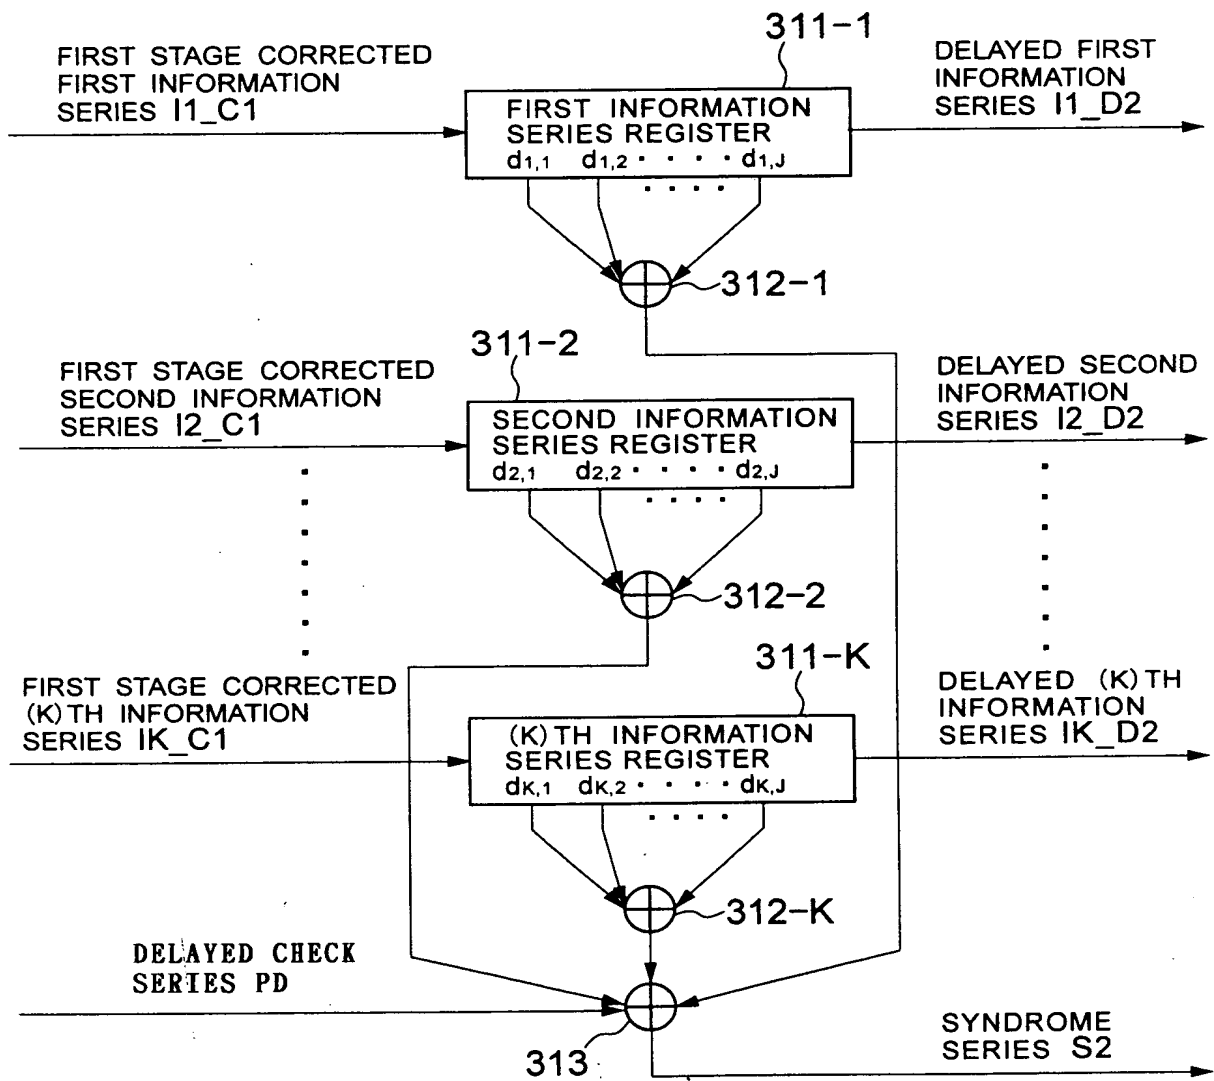 311-1
FIRST STAGE CORRECTED
FIRST INFORMATION
SERIES I1_C1
FIRST INFORMATION
SERIES REGISTER
d1,1 d1,2 · · · · d1,J
· · · ·
DELAYED FIRST
INFORMATION
SERIES I1_D2
312-1
311-2
FIRST STAGE CORRECTED
SECOND INFORMATION
SERIES I2_C1
SECOND INFORMATION
SERIES REGISTER
d2,1 d2,2 · · · · d2,J
· · · ·
DELAYED SECOND
INFORMATION
SERIES I2_D2
312-2
311-K
FIRST STAGE CORRECTED
(K)TH INFORMATION
SERIES IK_C1
(K)TH INFORMATION
SERIES REGISTER
dK,1 dK,2 · · · · dK,J
· · · ·
DELAYED (K)TH
INFORMATION
SERIES IK_D2
312-K
DELAYED CHECK
SERIES PD
313
SYNDROME
SERIES S2